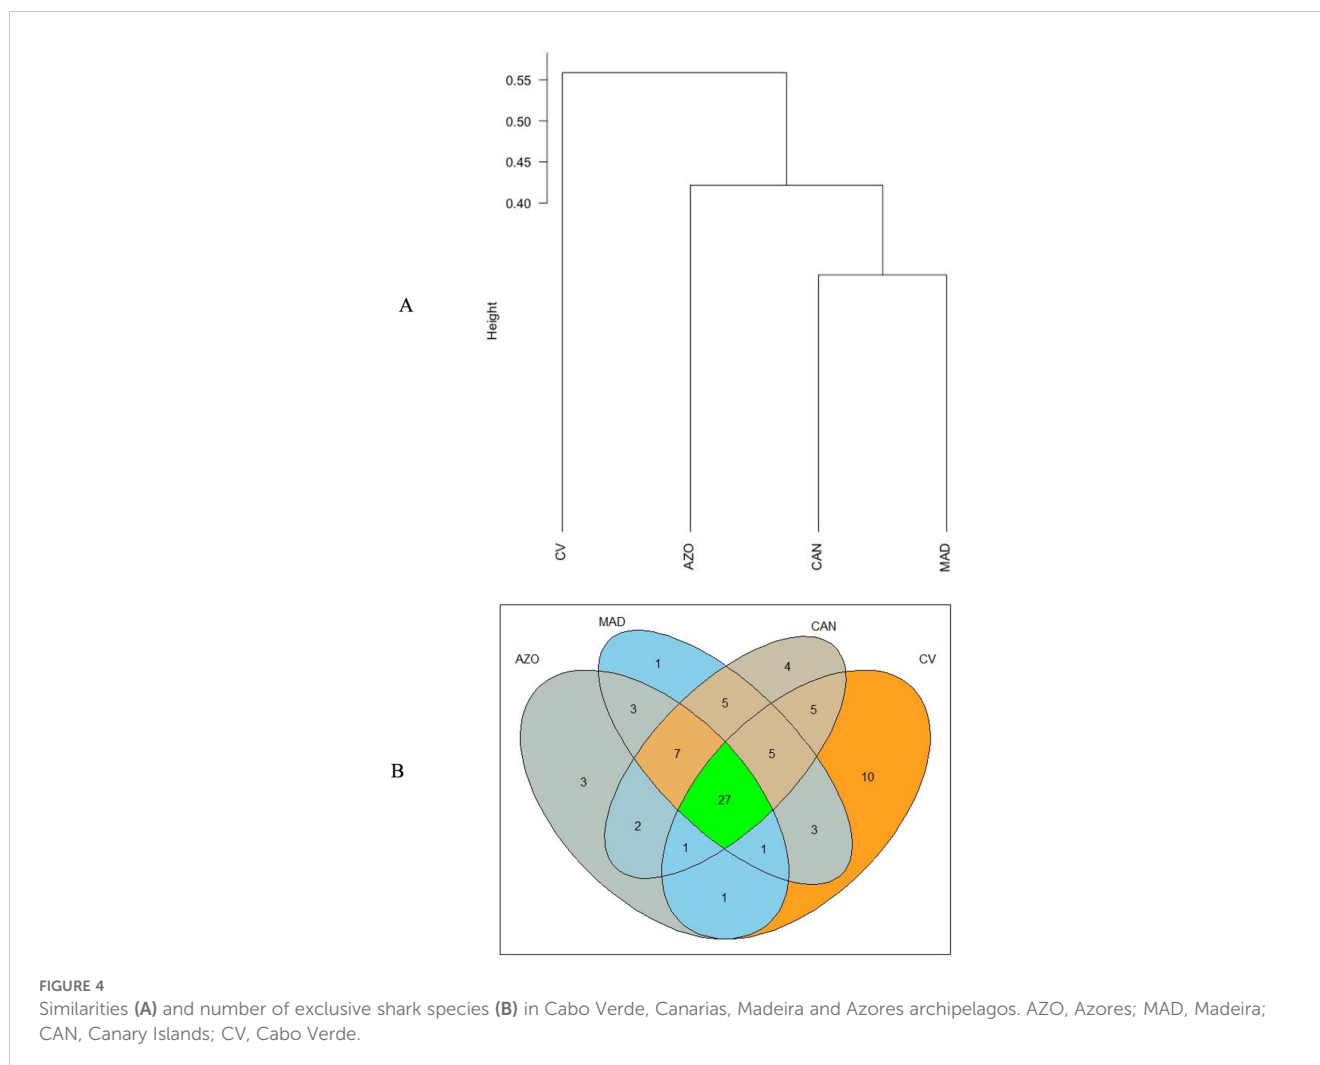 0.55
0.50
0.45
0.40
Height
A
CV
AZO
CAN
MAD
MAD
CAN
AZO
CV
1
4
3
5
5
7
5
3
10
27
2
3
1
1
1
B
FIGURE 4
Similarities (A) and number of exclusive shark species (B) in Cabo Verde, Canarias, Madeira and Azores archipelagos. AZO, Azores; MAD, Madeira;
CAN, Canary Islands; CV, Cabo Verde.